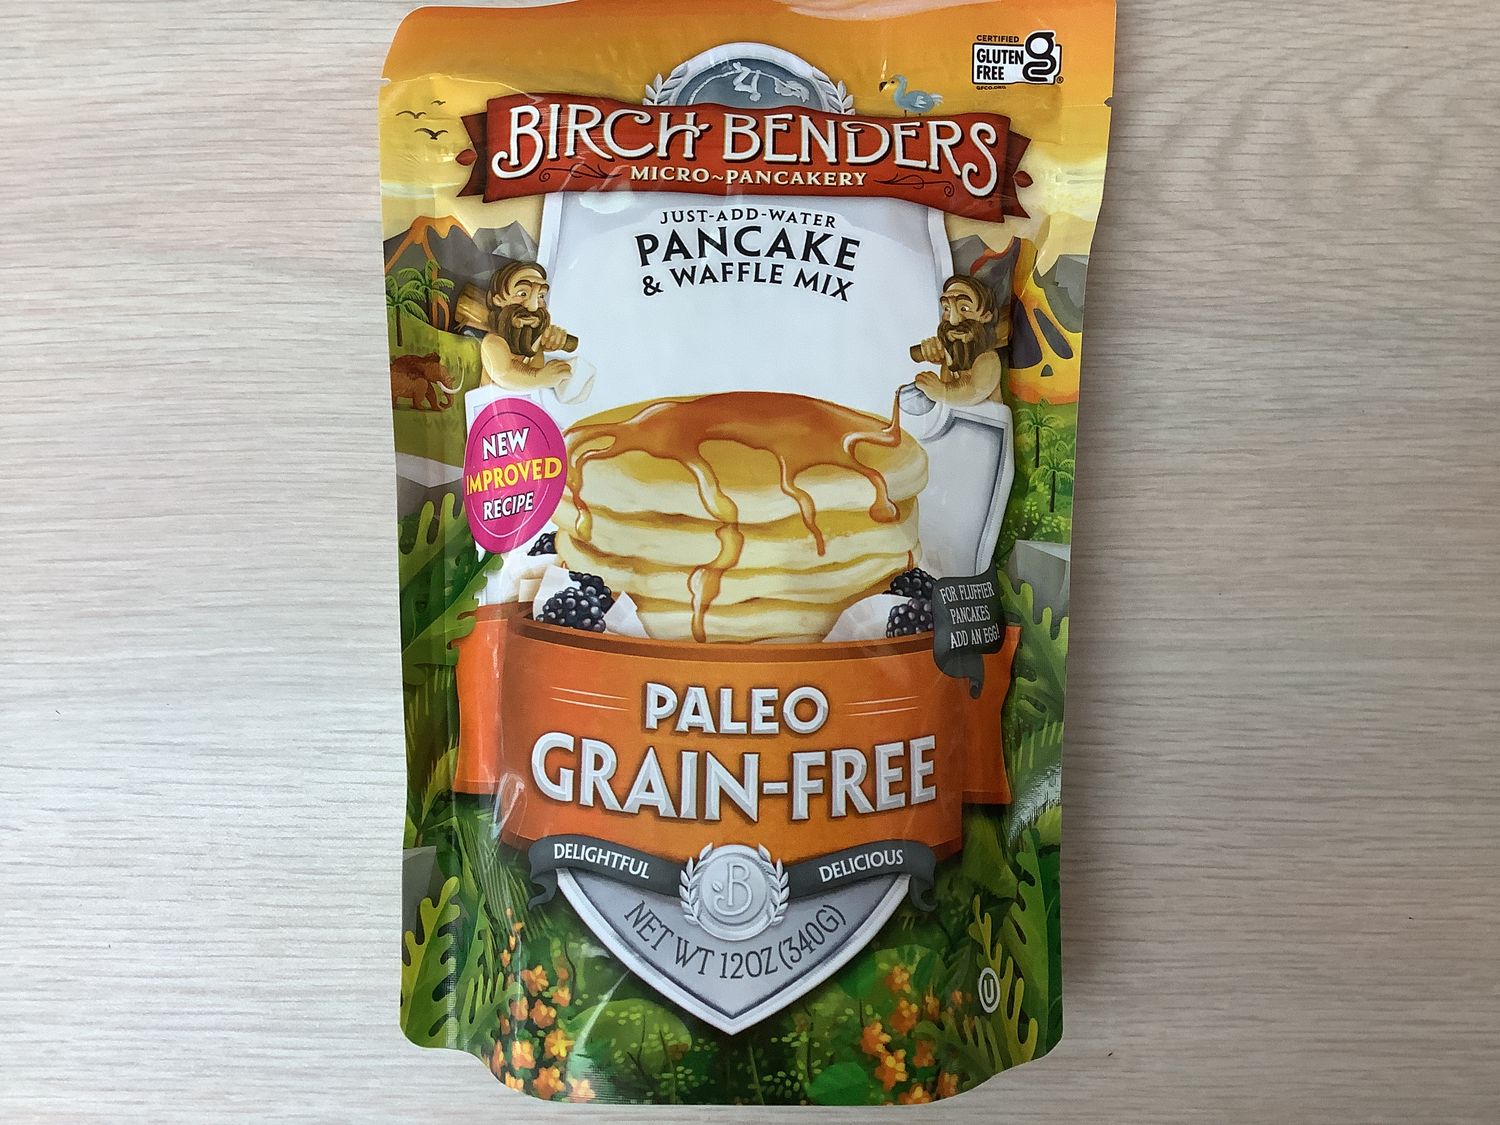 CERTIFIED
GLUTEN
FREE
GFCO.ORG
BIRCH BENDERS
MICRO~PANCAKERY
JUST-ADD-WATER
PANCAKE
& WAFFLE MIX
NEW
IMPROVED
RECIPE
FOR FLUFFIER
PANCAKES
ADD AN EGG!
PALEO
GRAIN-FREE
DELIGHTFUL
DELICIOUS
B
NET WT 12OZ (340G)
U